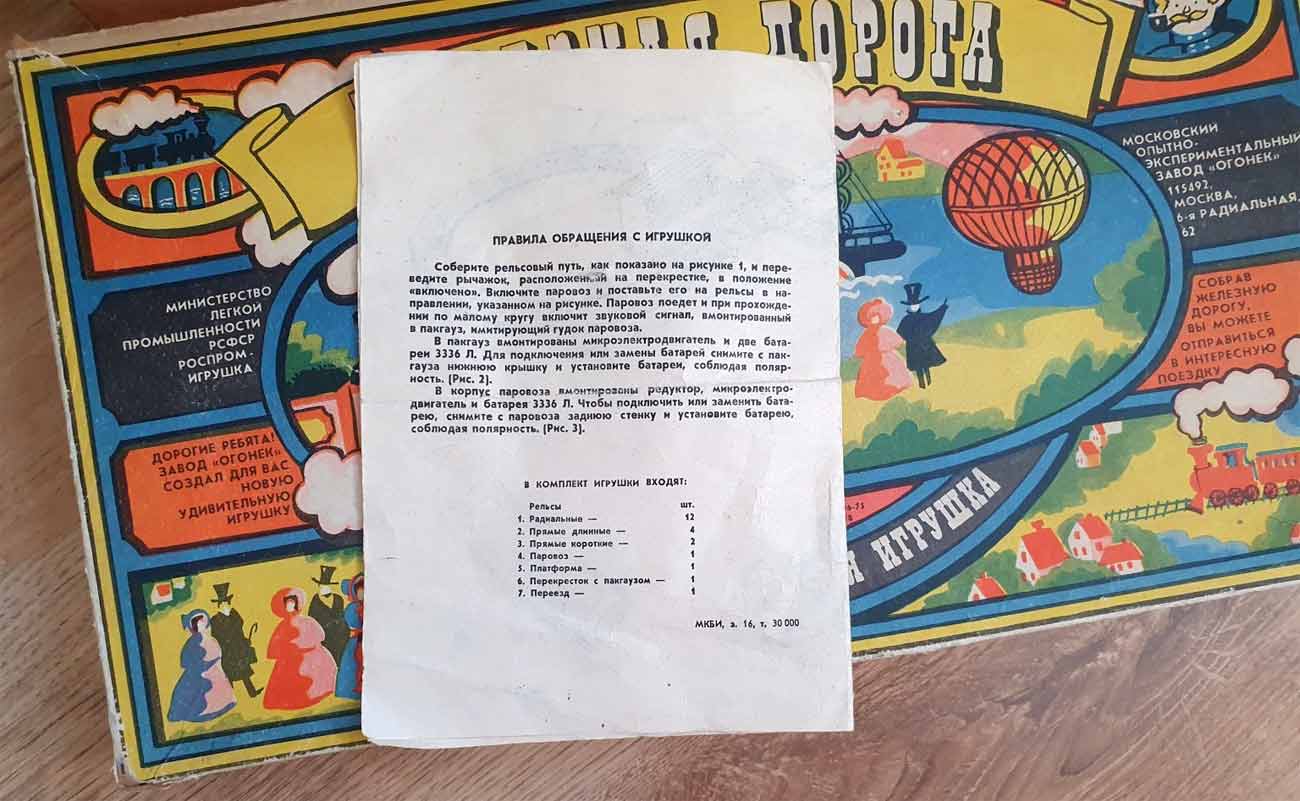 ДОРОГА
МОСКОВСКИЙ
ОПЫТНО-
ЭКСПЕРИМЕНТАЛЬНЫЙ
ЗАВОД «ОГОНЕК»
115492,
МОСКВА,
6-я РАДИАЛЬНАЯ,
62
МИНИСТЕРСТВО
ЛЕГКОЙ
ПРОМЫШЛЕННОСТИ
РСФСР
РОСПРОМ-
ИГРУШКА
ДОРОГИЕ РЕБЯТА!
ЗАВОД «ОГОНЕК»
СОЗДАЛ ДЛЯ ВАС
НОВУЮ
УДИВИТЕЛЬНУЮ
ИГРУШКУ
ПРАВИЛА ОБРАЩЕНИЯ С ИГРУШКОЙ
Соберите рельсовый путь, как показано на рисунке 1, и пере-
ведите рычажок, расположенный на перекрестке, в положение
«включено». Включите паровоз и поставьте его на рельсы в на-
правлении, указанном на рисунке. Паровоз поедет и при прохожде-
нии по малому кругу включит звуковой сигнал, вмонтированный
в пакгауз, имитирующий гудок паровоза.
В пакгауз вмонтированы микроэлектродвигатель и две бата-
реи 3336 Л. Для подключения или замены батарей снимите с пак-
гауза нижнюю крышку и установите батареи, соблюдая поляр-
ность. (Рис. 2).
В корпус паровоза вмонтированы редуктор, микроэлектро-
двигатель и батарея 3336 Л. Чтобы подключить или заменить бата-
рею, снимите с паровоза заднюю стенку и установите батарею,
соблюдая полярность. (Рис. 3).
В КОМПЛЕКТ ИГРУШКИ ВХОДЯТ:
Рельсы шт.
1. Радиальные — 12
2. Прямые длинные — 4
3. Прямые короткие — 2
4. Паровоз — 1
5. Платформа — 1
6. Перекресток с пакгаузом — 1
7. Переезд — 1
МКБИ, з. 16, т. 30 000
СОБРАВ
ЖЕЛЕЗНУЮ
ДОРОГУ,
ВЫ МОЖЕТЕ
ОТПРАВИТЬСЯ
В ИНТЕРЕСНУЮ
ПОЕЗДКУ
ИГРУШКА